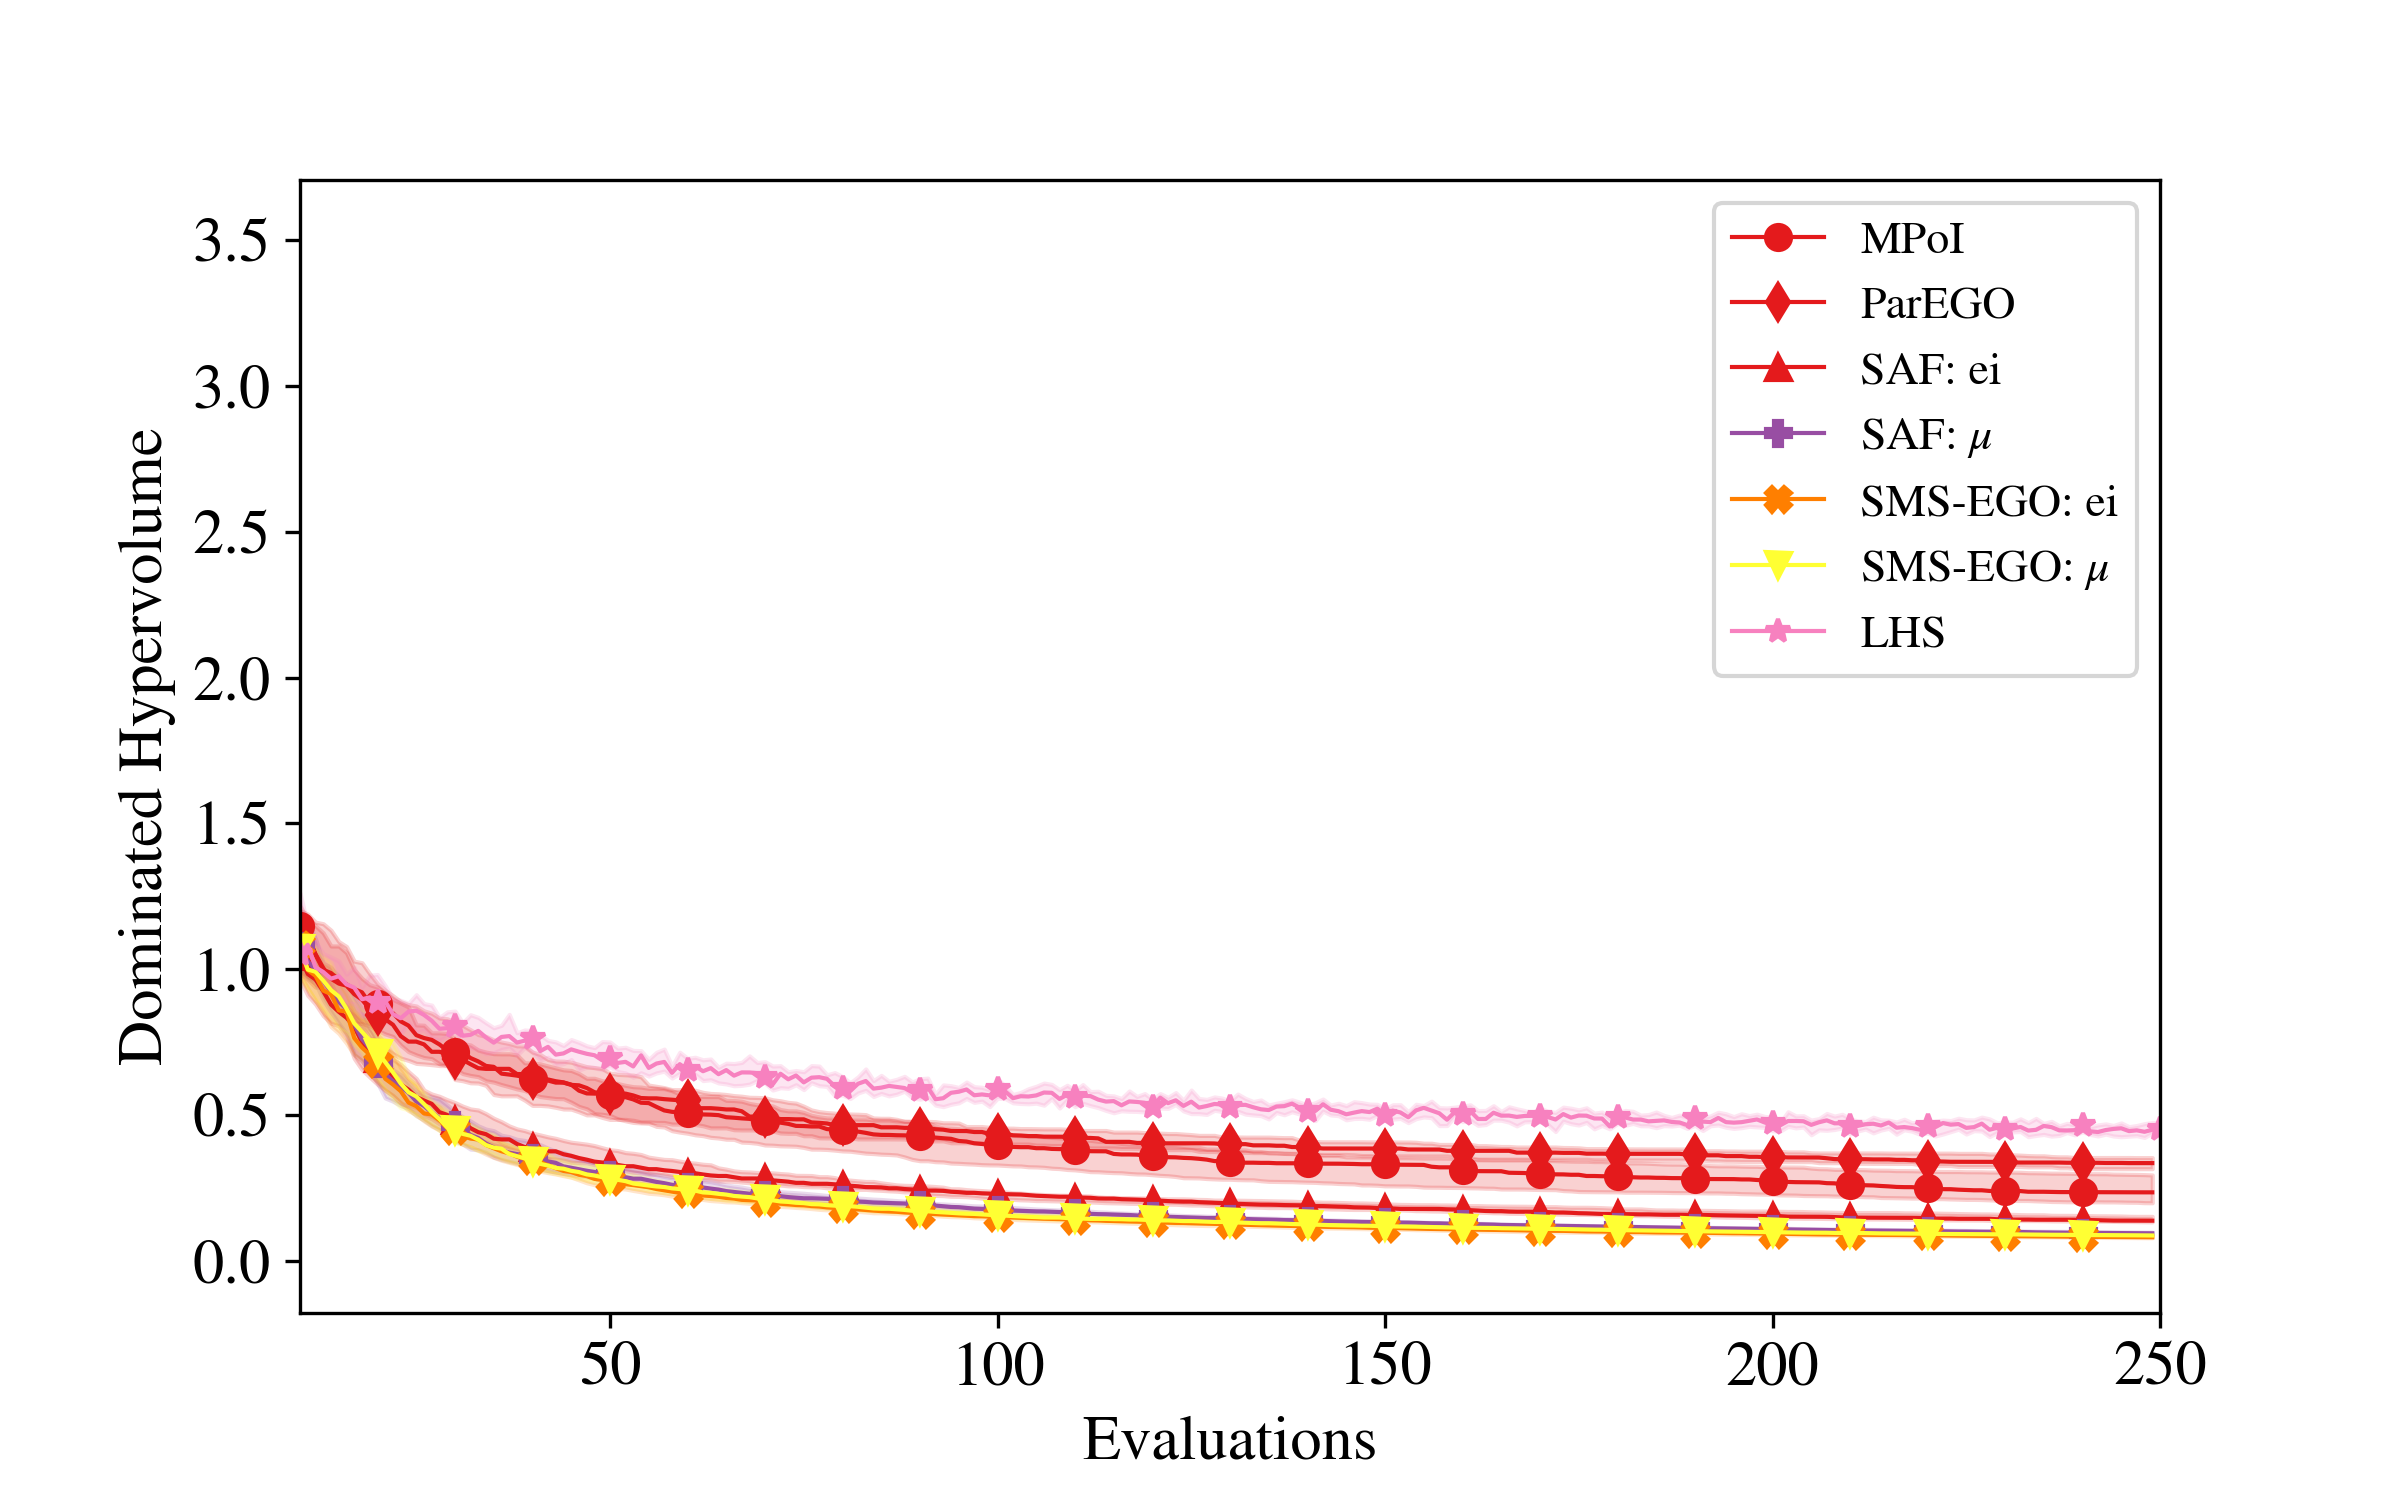 3.5
3.0
2.5
2.0
1.5
1.0
0.5
0.0
Dominated Hypervolume
MPoI
ParEGO
SAF: ei
SAF: μ
SMS-EGO: ei
SMS-EGO: μ
LHS
50 100 150 200 250
Evaluations